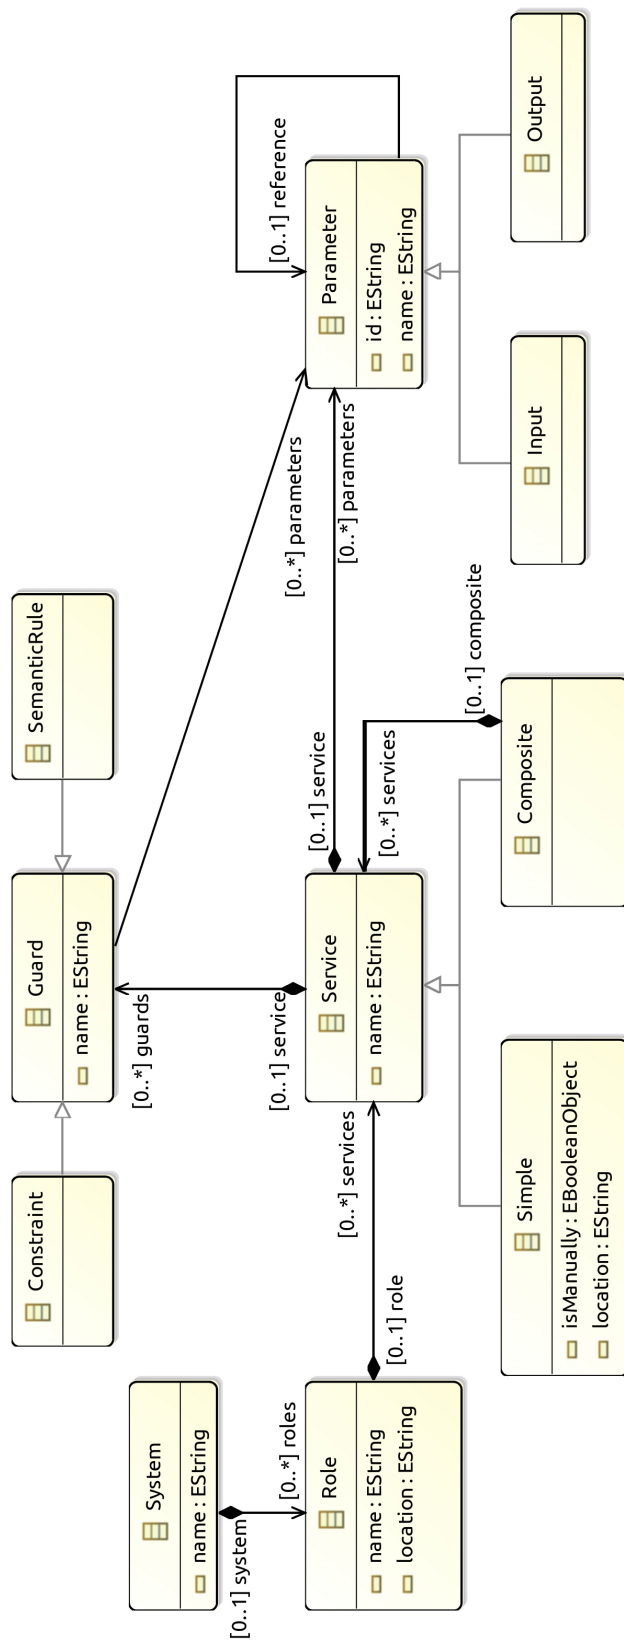 Constraint
Guard
name : EString
SemanticRule
System
name : EString
[0..1] system
[0..*] roles
[0..*] guards
[0..1] service
Role
name : EString
location : EString
[0..1] role
[0..*] services
Service
name : EString
[0..1] service
[0..*] parameters
[0..*] parameters
Parameter
id : EString
name : EString
[0..1] reference
[0..*] services
[0..1] composite
Simple
isManually : EBooleanObject
location : EString
Composite
Input
Output